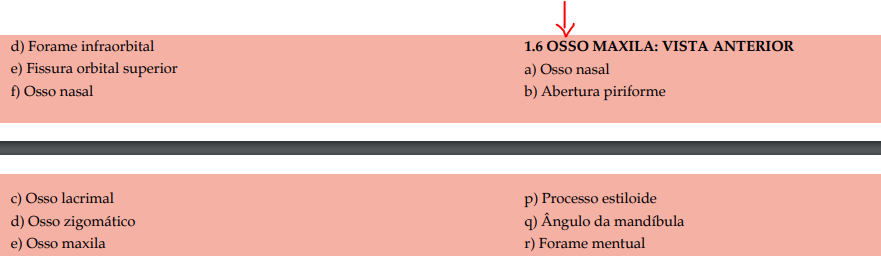 d) Forame infraorbital
e) Fissura orbital superior
f) Osso nasal
1.6 OSSO MAXILA: VISTA ANTERIOR
a) Osso nasal
b) Abertura piriforme
c) Osso lacrimal
d) Osso zigomático
e) Osso maxila
p) Processo estiloide
q) Ângulo da mandíbula
r) Forame mentual